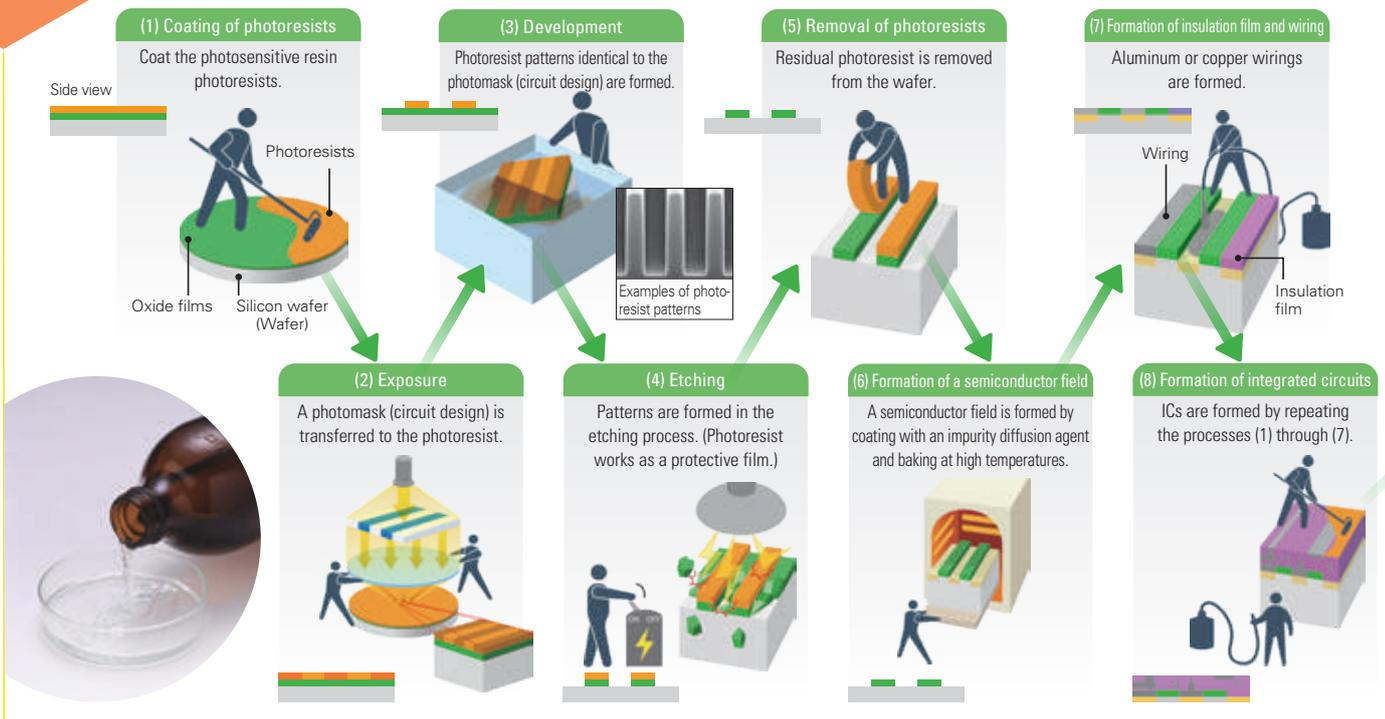 (1) Coating of photoresists
Coat the photosensitive resin
photoresists.
Side view
Photoresists
Oxide films
Silicon wafer
(Wafer)
(2) Exposure
A photomask (circuit design) is
transferred to the photoresist.
(3) Development
Photoresist patterns identical to the
photomask (circuit design) are formed.
Examples of photo-
resist patterns
(4) Etching
Patterns are formed in the
etching process. (Photoresist
works as a protective film.)
ON OFF
(5) Removal of photoresists
Residual photoresist is removed
from the wafer.
(6) Formation of a semiconductor field
A semiconductor field is formed by
coating with an impurity diffusion agent
and baking at high temperatures.
(7) Formation of insulation film and wiring
Aluminum or copper wirings
are formed.
Wiring
Insulation
film
(8) Formation of integrated circuits
ICs are formed by repeating
the processes (1) through (7).